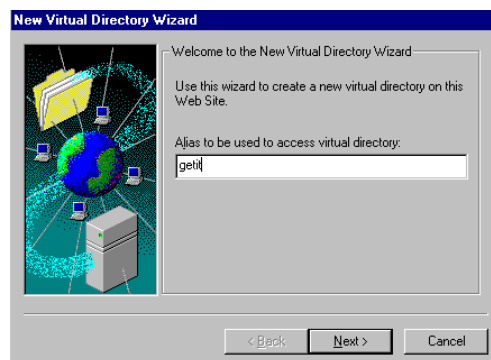 New Virtual Directory Wizard
Welcome to the New Virtual Directory Wizard
Use this wizard to create a new virtual directory on this
Web Site.
Alias to be used to access virtual directory:
getit
< Back
Next >
Cancel